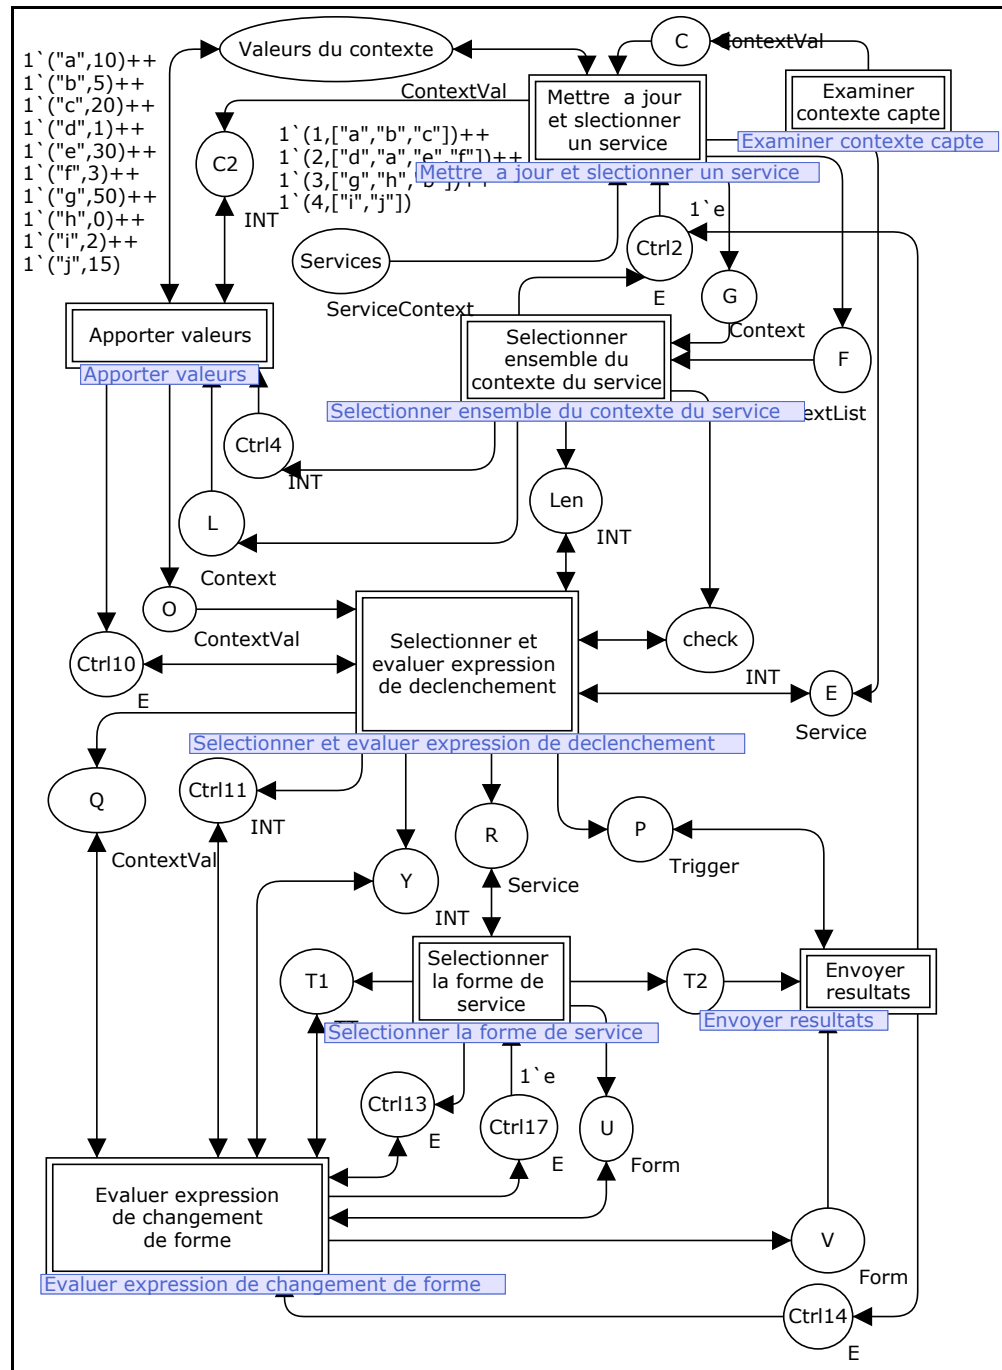 Valeurs du contexte
C
ContextVal
1`("a",10)++
1`("b",5)++
1`("c",20)++
1`("d",1)++
1`("e",30)++
1`("f",3)++
1`("g",50)++
1`("h",0)++
1`("i",2)++
1`("j",15)
ContextVal
Mettre a jour
et slectionner
un service
Mettre a jour et slectionner un service
Examiner
contexte capte
Examiner contexte capte
C2
INT
1`(1,["a","b","c"])++
1`(2,["d","a","e","f"])++
1`(3,["g","h","b"])++
1`(4,["i","j"])
Services
ServiceContext
1`e
Ctrl2
E
G
Context
F
Apporter valeurs
Apporter valeurs
Selectionner
ensemble du
contexte du service
Selectionner ensemble du contexte du service
extList
Ctrl4
INT
L
Context
Len
INT
O
ContextVal
Ctrl10
E
Selectionner et
evaluer expression
de declenchement
Selectionner et evaluer expression de declenchement
check
INT
E
Service
Q
ContextVal
Ctrl11
INT
R
Service
P
Trigger
Y
INT
T1
Selectionner
la forme de
service
Selectionner la forme de service
T2
Envoyer
resultats
Envoyer resultats
1`e
Ctrl13
E
Ctrl17
E
U
Form
Evaluer expression
de changement
de forme
Evaluer expression de changement de forme
V
Form
Ctrl14
E